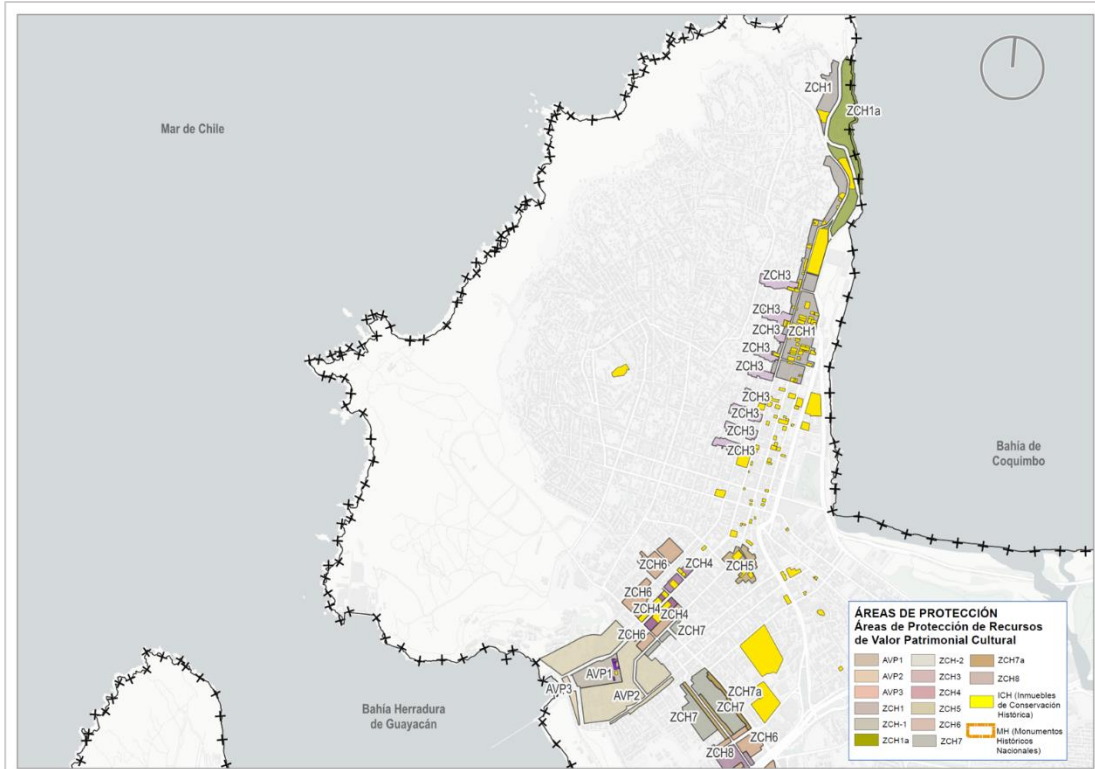 ZCH1
ZCH1a
Mar de Chile
ZCH3
ZCH3
ZCH1
ZCH3
ZCH3
ZCH3
ZCH3
ZCH3
ZCH3
ZCH3
Bahía de
Coquimbo
ZCH6
ZCH4
ZCH5
ZCH6
ZCH4
ZCH4
ZCH6
ZCH7
AVP1
AVP3
AVP2
ZCH7a
ZCH7
ZCH7
Bahía Herradura
de Guayacán
ZCH6
ZCH8
ÁREAS DE PROTECCIÓN
Áreas de Protección de Recursos
de Valor Patrimonial Cultural
AVP1
AVP2
AVP3
ZCH1
ZCH-1
ZCH1a
ZCH-2
ZCH3
ZCH4
ZCH5
ZCH6
ZCH7
ZCH7a
ZCH8
ICH (Inmuebles
de Conservación
Histórica)
MH (Monumentos
Históricos
Nacionales)